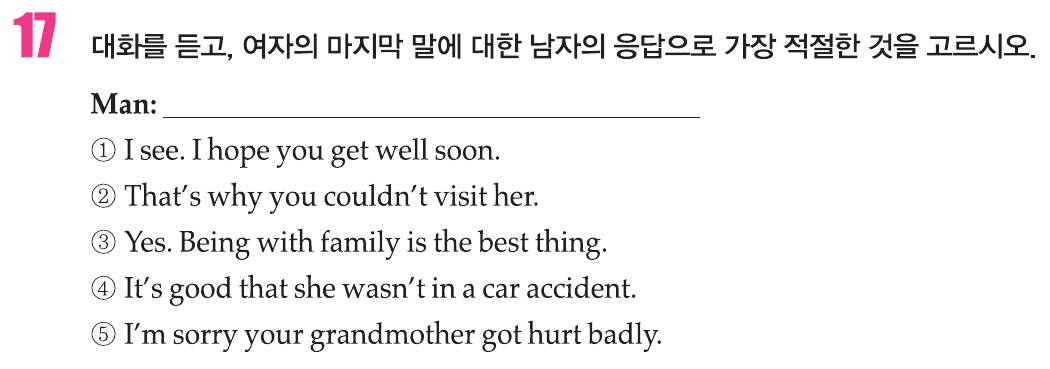 17 대화를 듣고, 여자의 마지막 말에 대한 남자의 응답으로 가장 적절한 것을 고르시오.
Man:
① I see. I hope you get well soon.
② That's why you couldn't visit her.
③ Yes. Being with family is the best thing.
④ It's good that she wasn't in a car accident.
⑤ I'm sorry your grandmother got hurt badly.